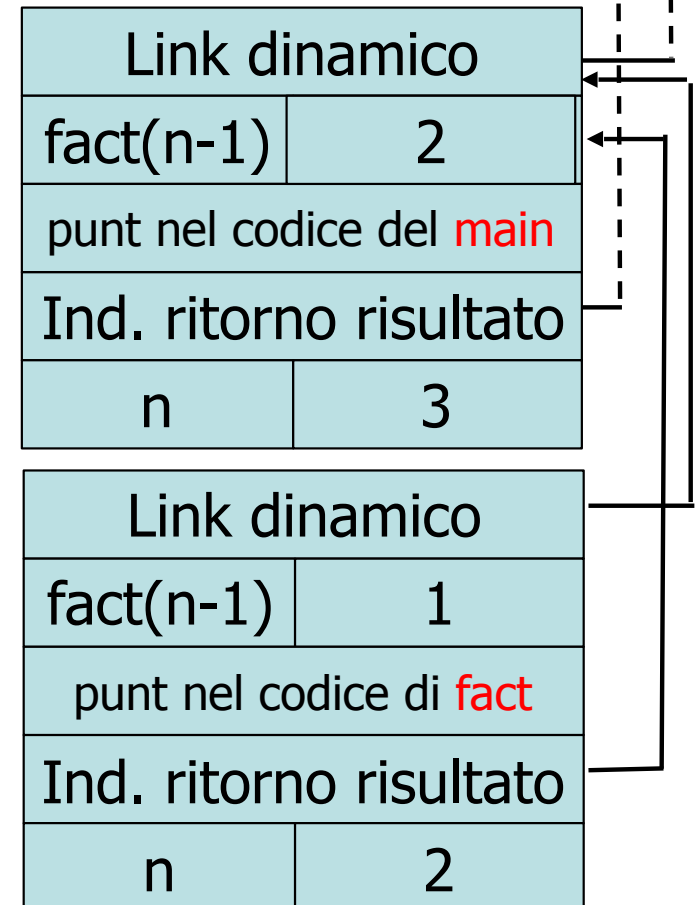 Link dinamico
fact(n-1) 2
punt nel codice del main
Ind. ritorno risultato
n 3
Link dinamico
fact(n-1) 1
punt nel codice di fact
Ind. ritorno risultato
n 2